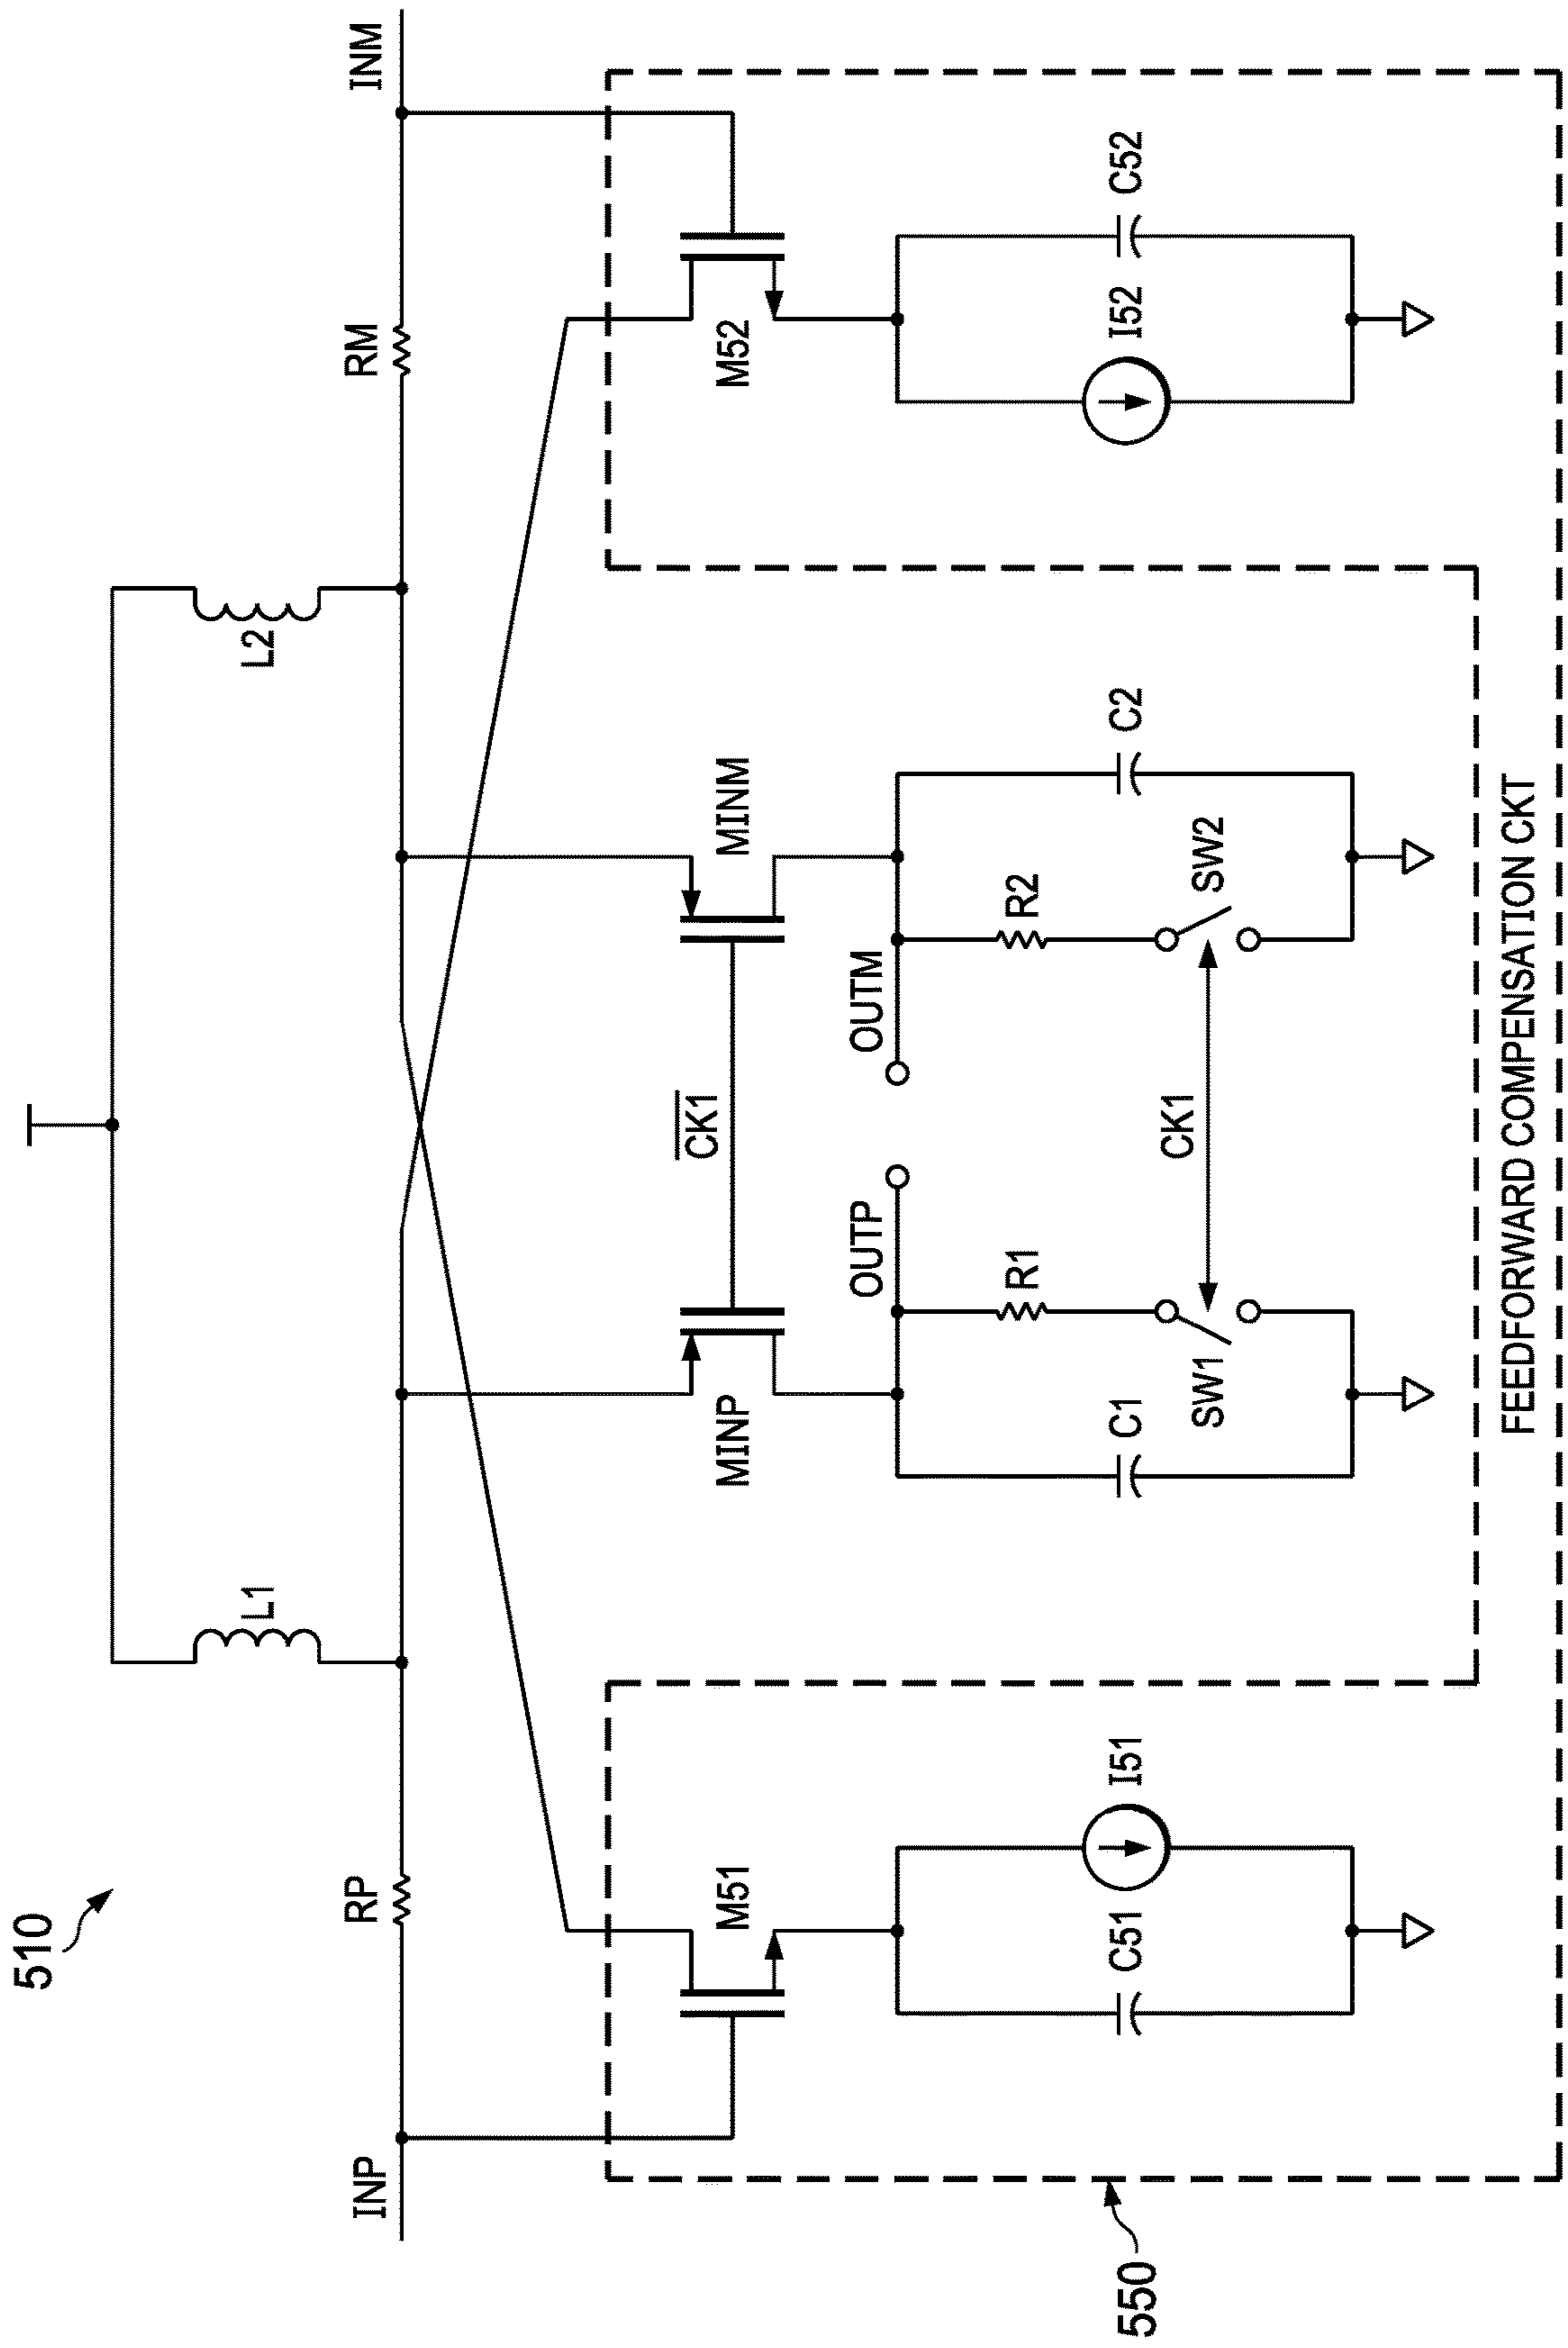 510
INP
RP
L1
L2
RM
INM
M51
MINP
CK1
MINM
M52
OUTP
OUTM
C51
I51
C1
R1
SW1
CK1
R2
SW2
C2
I52
C52
550
FEEDFORWARD COMPENSATION CKT